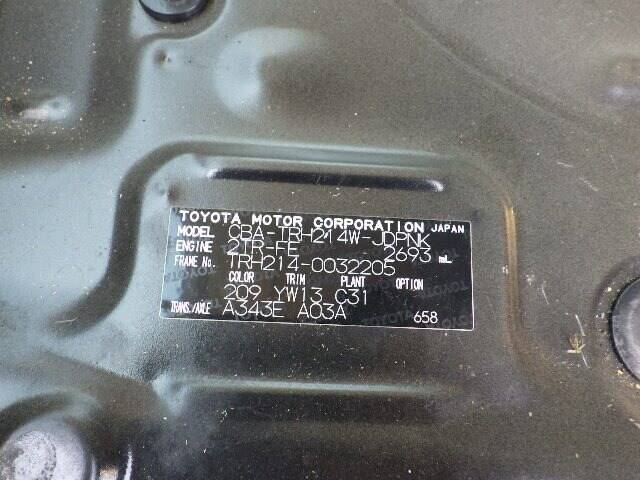 TOYOTA MOTOR CORPORATION JAPAN
MODEL CBA-TRH214W-JDPNK
ENGINE 2TR-FE 2693 mL
FRAME No. TRH214-0032205
COLOR TRIM PLANT OPTION
209 YW13 C31
TRANS./AXLE A343E A03A 658